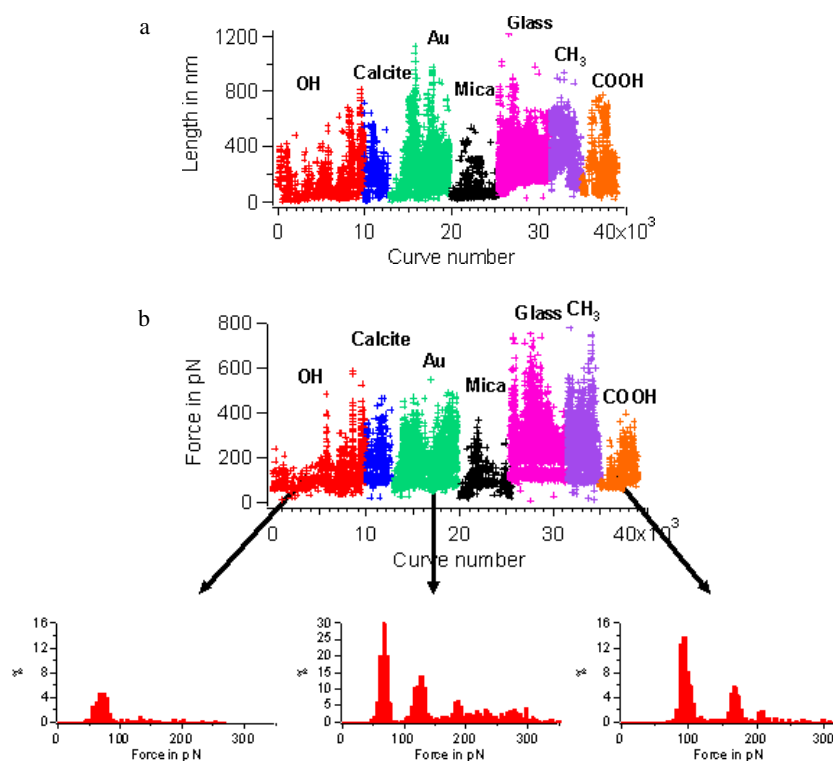 a
Length in nm
1200
800
400
0
OH
Calcite
Au
Mica
Glass
CH₃
COOH
0 10 20 30 40x10³
Curve number
b
Force in pN
800
600
400
200
0
OH
Calcite
Au
Mica
Glass
CH₃
COOH
0 10 20 30 40x10³
Curve number
%
16
12
8
4
0
0 100 200 300
Force in pN
%
30
25
20
15
10
5
0
0 100 200 300
Force in pN
%
16
12
8
4
0
0 100 200 300
Force in pN